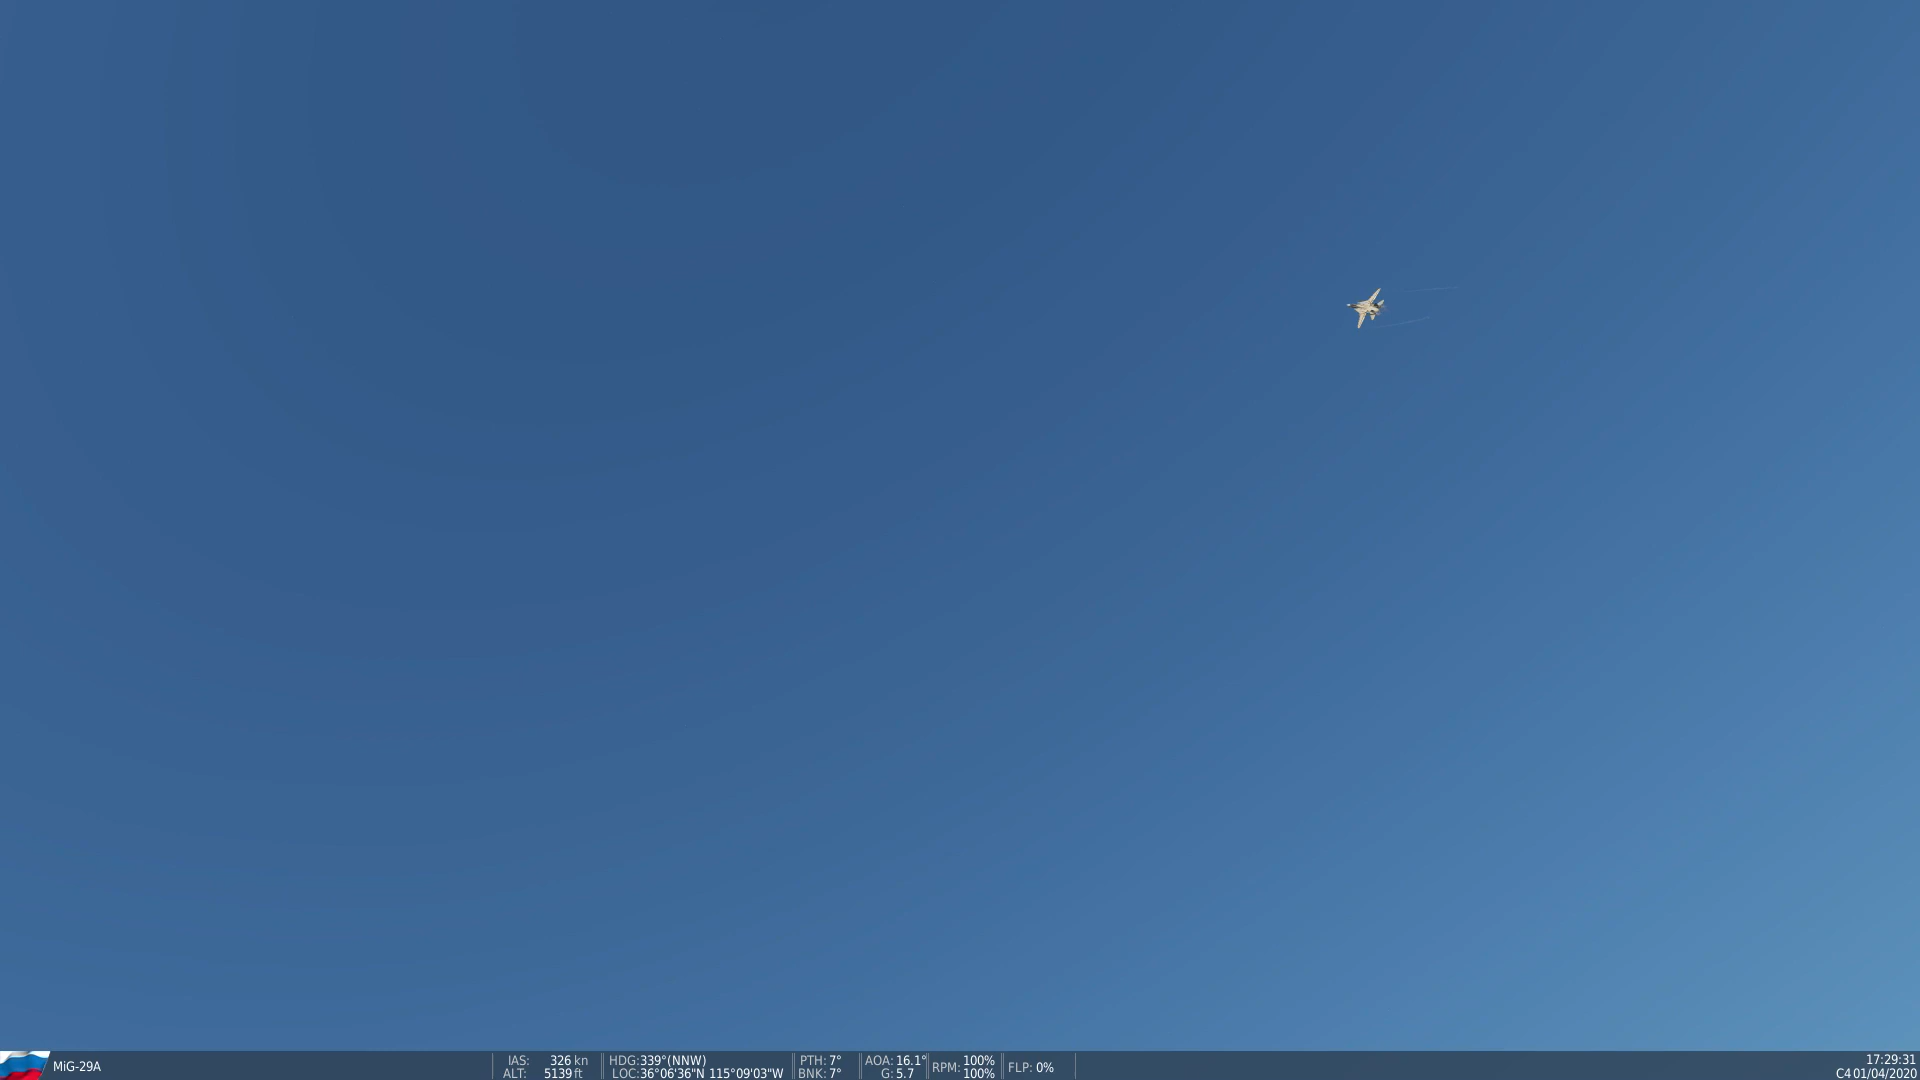 MiG-29A
IAS: 326 kn
ALT: 5139 ft
HDG:339°(NNW)
LOC:36°06'36"N 115°09'03"W
PTH: 7°
BNK: 7°
AOA: 16.1°
G: 5.7
RPM: 100%
100%
FLP: 0%
17:29:31
C4 01/04/2020